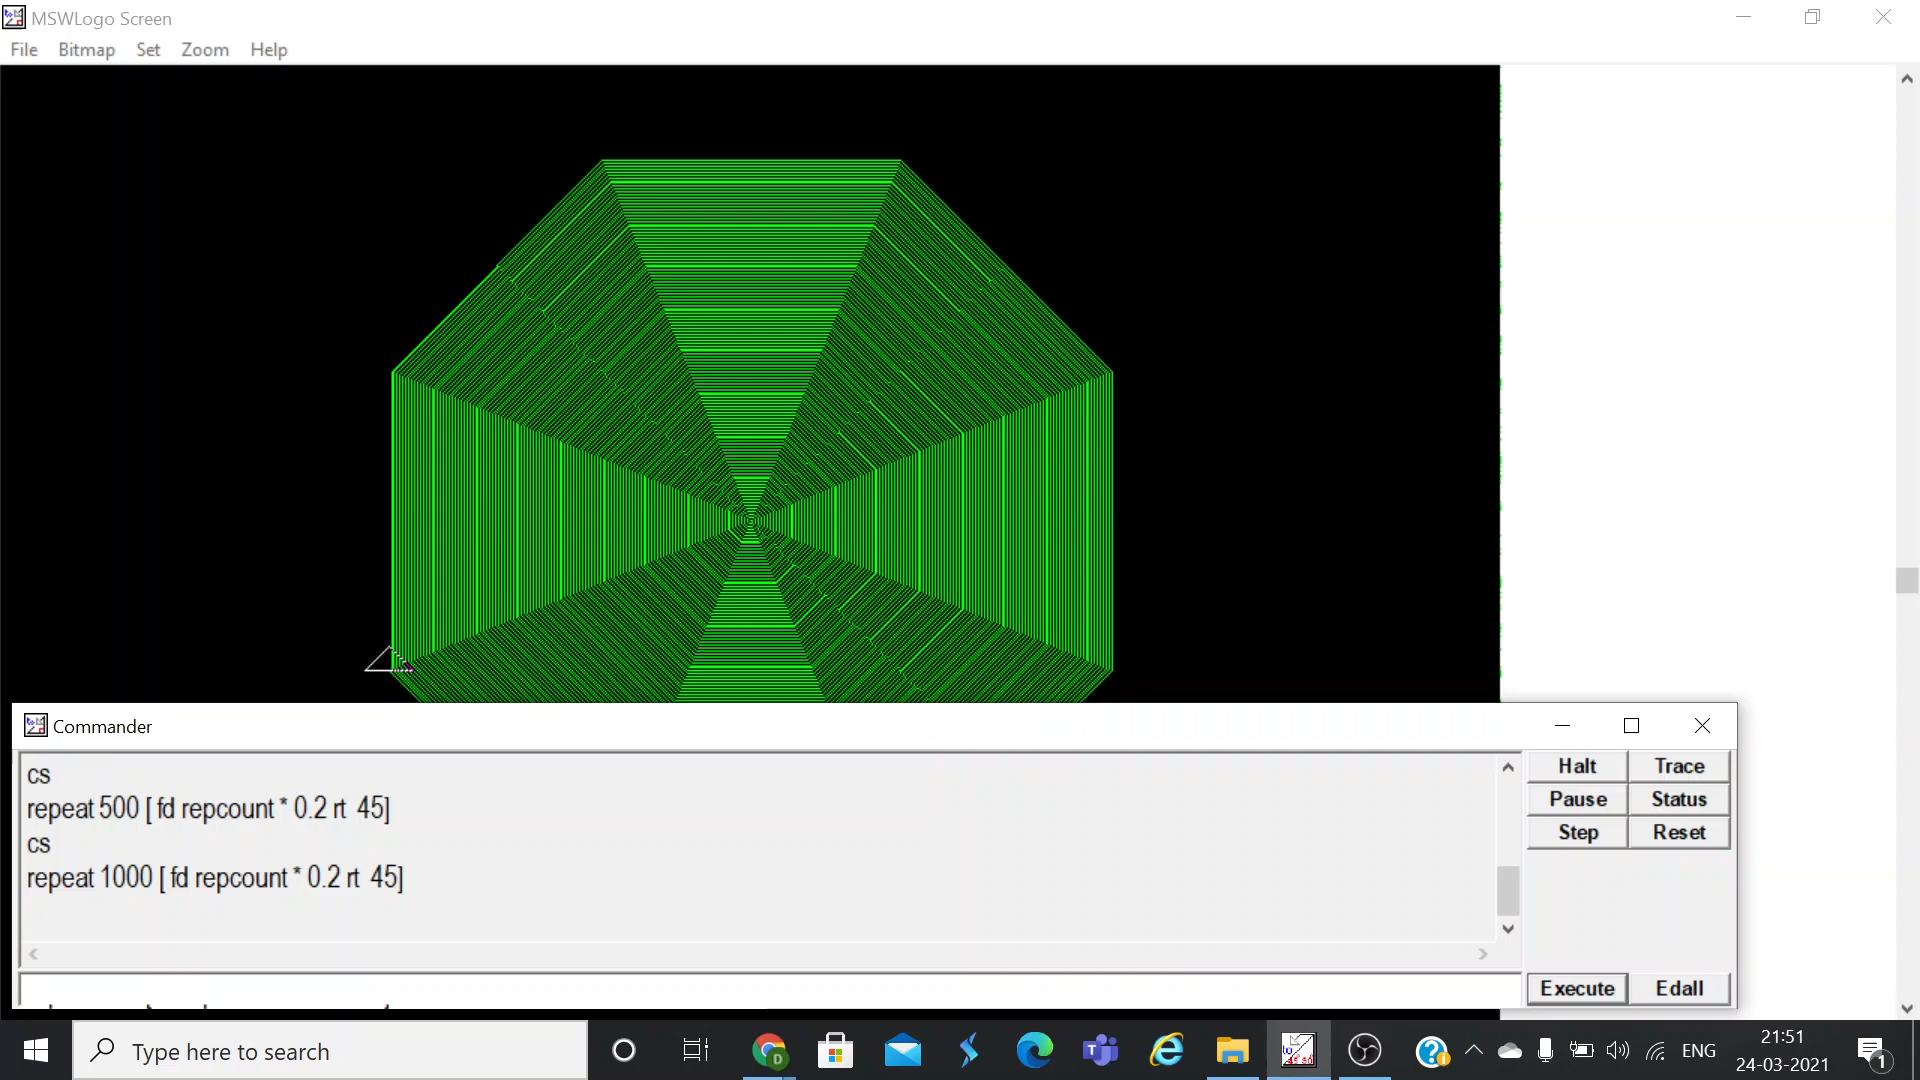 MSWLogo Screen
File Bitmap Set Zoom Help
Commander
cs
repeat 500 [ fd repcount * 0.2 rt 45]
cs
repeat 1000 [ fd repcount * 0.2 rt 45]
Halt Trace
Pause Status
Step Reset
Execute Edall
Type here to search
ENG
21:51
24-03-2021
1